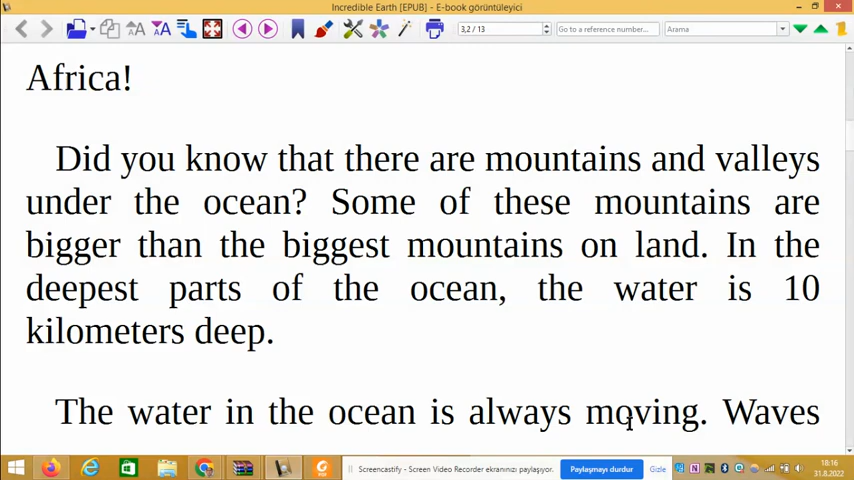 Incredible Earth [EPUB] - E-book görüntüleyici
3,2 / 13
Go to a reference number...
Arama
Africa!
Did you know that there are mountains and valleys
under the ocean? Some of these mountains are
bigger than the biggest mountains on land. In the
deepest parts of the ocean, the water is 10
kilometers deep.
The water in the ocean is always moving. Waves
Screencastify - Screen Video Recorder ekranınızı paylaşıyor.
Paylaşmayı durdur
Gizle
18:16
31.8.2022